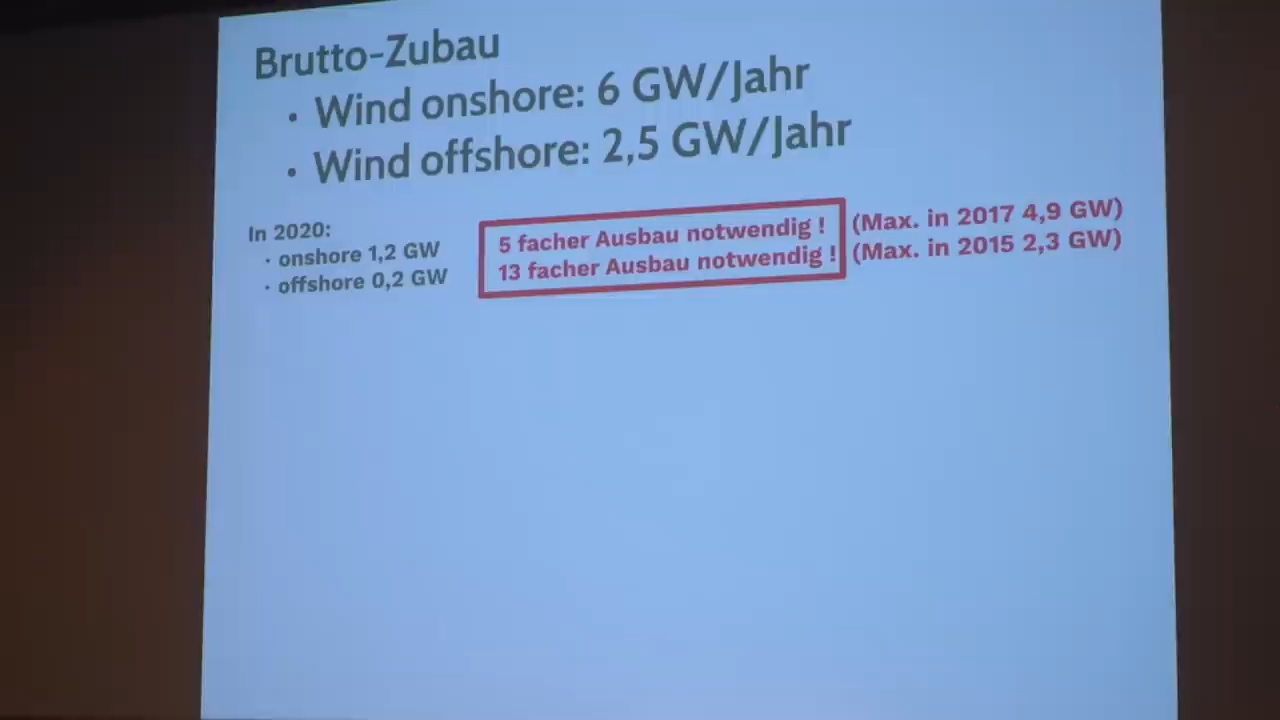 Brutto-Zubau
• Wind onshore: 6 GW/Jahr
• Wind offshore: 2,5 GW/Jahr
In 2020:
• onshore 1,2 GW
• offshore 0,2 GW
5 facher Ausbau notwendig !
13 facher Ausbau notwendig !
(Max. in 2017 4,9 GW)
(Max. in 2015 2,3 GW)